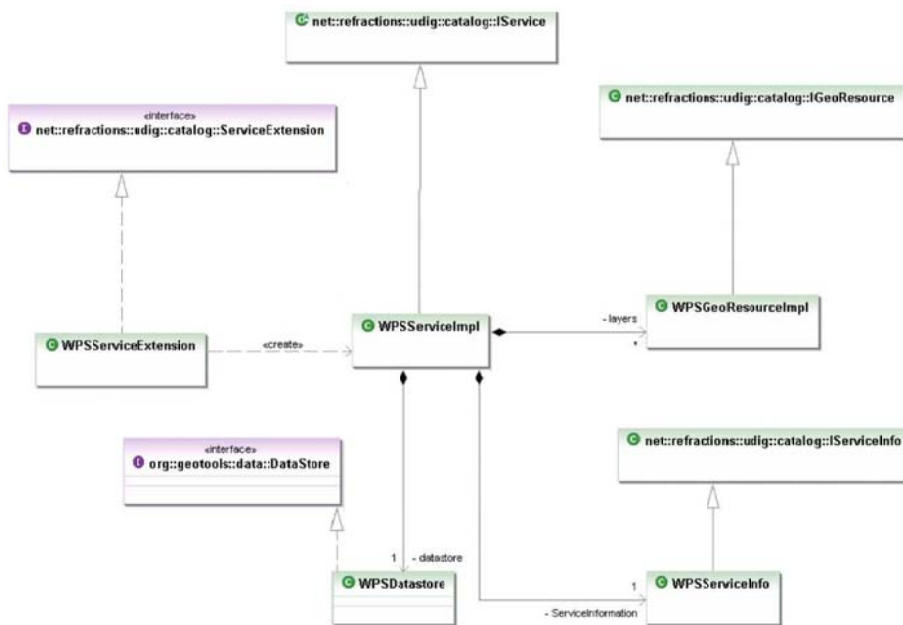 net::refractions::udig::catalog::IService
net::refractions::udig::catalog::IGeoResource
«interface»
net::refractions::udig::catalog::ServiceExtension
WPSServiceImpl
- layers
*
WPSGeoResourceImpl
WPSServiceExtension
«create»
«interface»
org::geotools::data::DataStore
net::refractions::udig::catalog::IServiceInfo
1
- datastore
WPSDatastore
1
- ServiceInformation
WPSServiceInfo